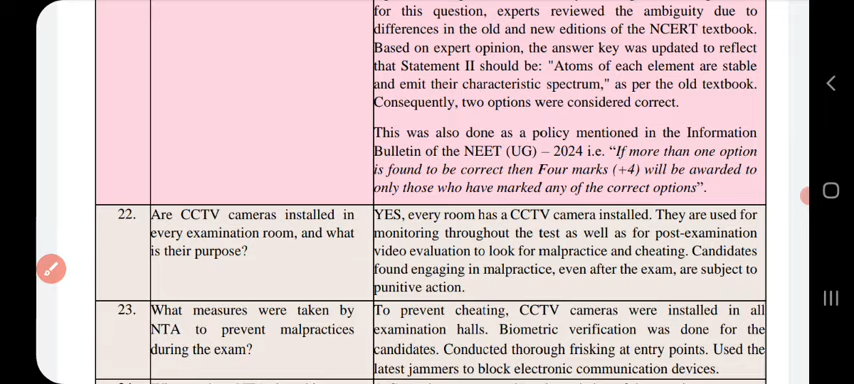 for this question, experts reviewed the ambiguity due to
differences in the old and new editions of the NCERT textbook.
Based on expert opinion, the answer key was updated to reflect
that Statement II should be: "Atoms of each element are stable
and emit their characteristic spectrum," as per the old textbook.
Consequently, two options were considered correct.
This was also done as a policy mentioned in the Information
Bulletin of the NEET (UG) – 2024 i.e. “If more than one option
is found to be correct then Four marks (+4) will be awarded to
only those who have marked any of the correct options”.
22.
Are CCTV cameras installed in
every examination room, and what
is their purpose?
YES, every room has a CCTV camera installed. They are used for
monitoring throughout the test as well as for post-examination
video evaluation to look for malpractice and cheating. Candidates
found engaging in malpractice, even after the exam, are subject to
punitive action.
23.
What measures were taken by
NTA to prevent malpractices
during the exam?
To prevent cheating, CCTV cameras were installed in all
examination halls. Biometric verification was done for the
candidates. Conducted thorough frisking at entry points. Used the
latest jammers to block electronic communication devices.